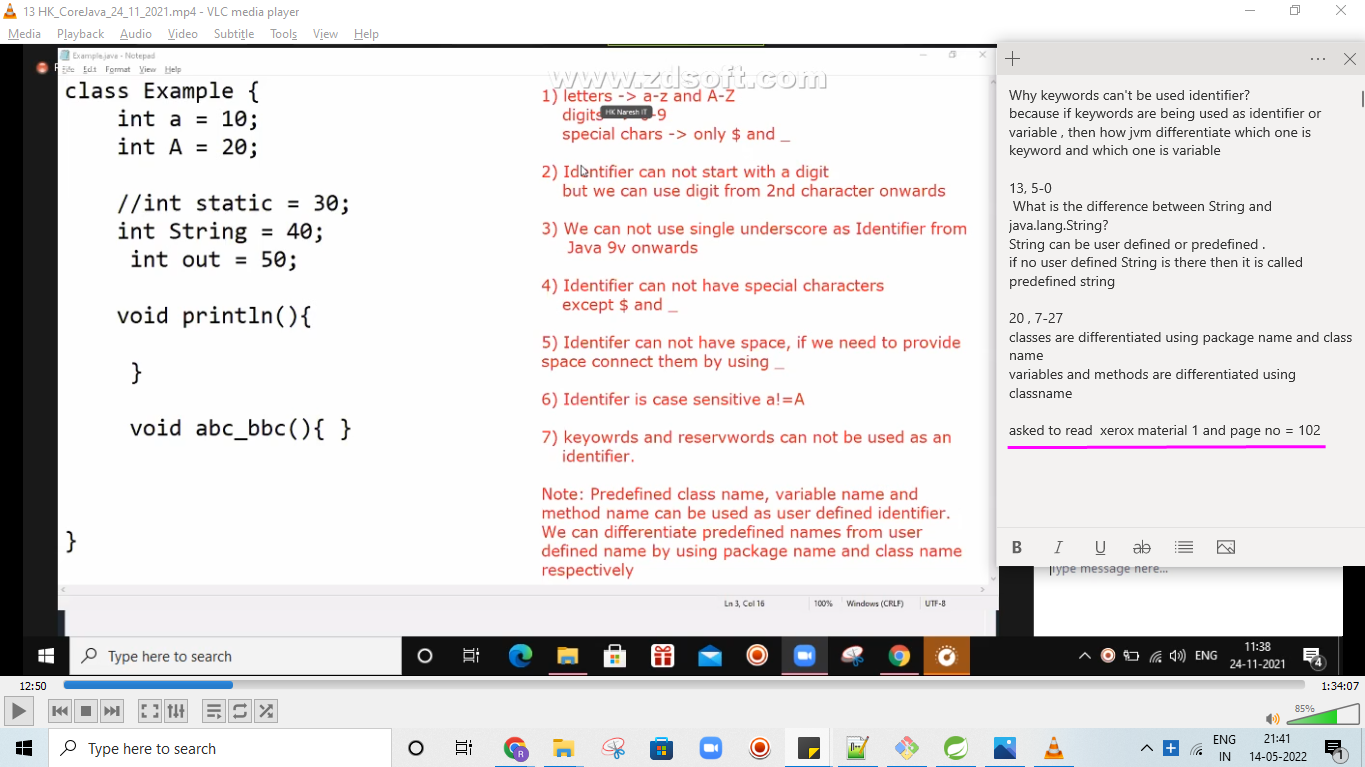 13 HK_CoreJava_24_11_2021.mp4 - VLC media player
Media Playback Audio Video Subtitle Tools View Help
Example.java - Notepad
File Edit Format View Help
www.zdsoft.com
class Example {
int a = 10;
int A = 20;
//int static = 30;
int String = 40;
int out = 50;
void println(){
}
void abc_bbc(){ }
}
1) letters -> a-z and A-Z
digits -9
HK Naresh IT
special chars -> only $ and _
2) Identifier can not start with a digit
but we can use digit from 2nd character onwards
3) We can not use single underscore as Identifier from
Java 9v onwards
4) Identifier can not have special characters
except $ and _
5) Identifer can not have space, if we need to provide
space connect them by using _
6) Identifer is case sensitive a!=A
7) keyowrds and reservwords can not be used as an
identifier.
Note: Predefined class name, variable name and
method name can be used as user defined identifier.
We can differentiate predefined names from user
defined name by using package name and class name
respectively
Ln 3, Col 16 100% Windows (CRLF) UTF-8
Why keywords can't be used identifier?
because if keywords are being used as identifier or
variable , then how jvm differentiate which one is
keyword and which one is variable
13, 5-0
What is the difference between String and
java.lang.String?
String can be user defined or predefined .
if no user defined String is there then it is called
predefined string
20 , 7-27
classes are differentiated using package name and class
name
variables and methods are differentiated using
classname
asked to read xerox material 1 and page no = 102
B I U ab
Type message here...
Type here to search
ENG
11:38
24-11-2021
4
12:50
1:34:07
85%
Type here to search
ENG
IN
21:41
14-05-2022
1